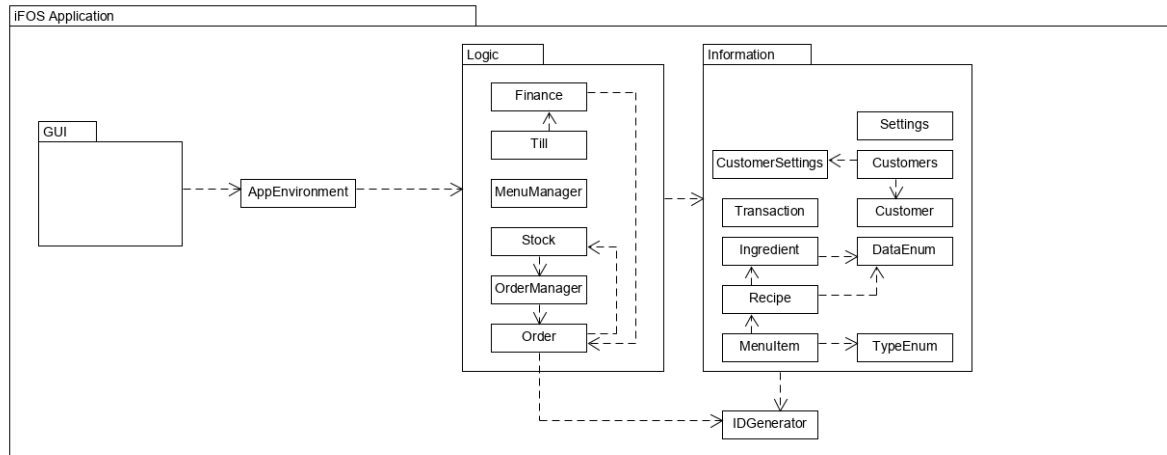 iFOS Application
Logic
Information
Finance
Settings
GUI
Till
CustomerSettings
Customers
AppEnvironment
MenuManager
Transaction
Customer
Stock
Ingredient
DataEnum
OrderManager
Recipe
Order
MenuItem
TypeEnum
IDGenerator